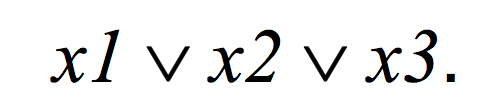 x1 ∨ x2 ∨ x3.